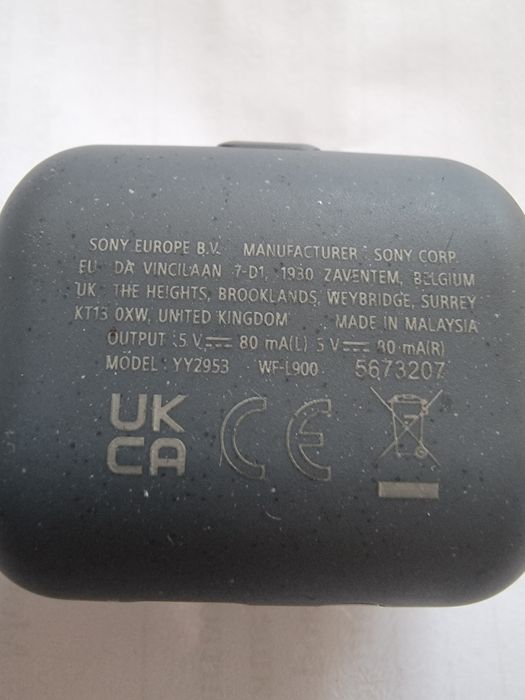 SONY EUROPE B.V. MANUFACTURER : SONY CORP.
EU : DA VINCILAAN 7-D1, 1930 ZAVENTEM, BELGIUM
UK : THE HEIGHTS, BROOKLANDS, WEYBRIDGE, SURREY
KT13 0XW, UNITED KINGDOM MADE IN MALAYSIA
OUTPUT : 5 V⎓ 80 mA(L) 5 V⎓ 80 mA(R)
MODEL : YY2953 WF-L900 5673207
UK
CA CE